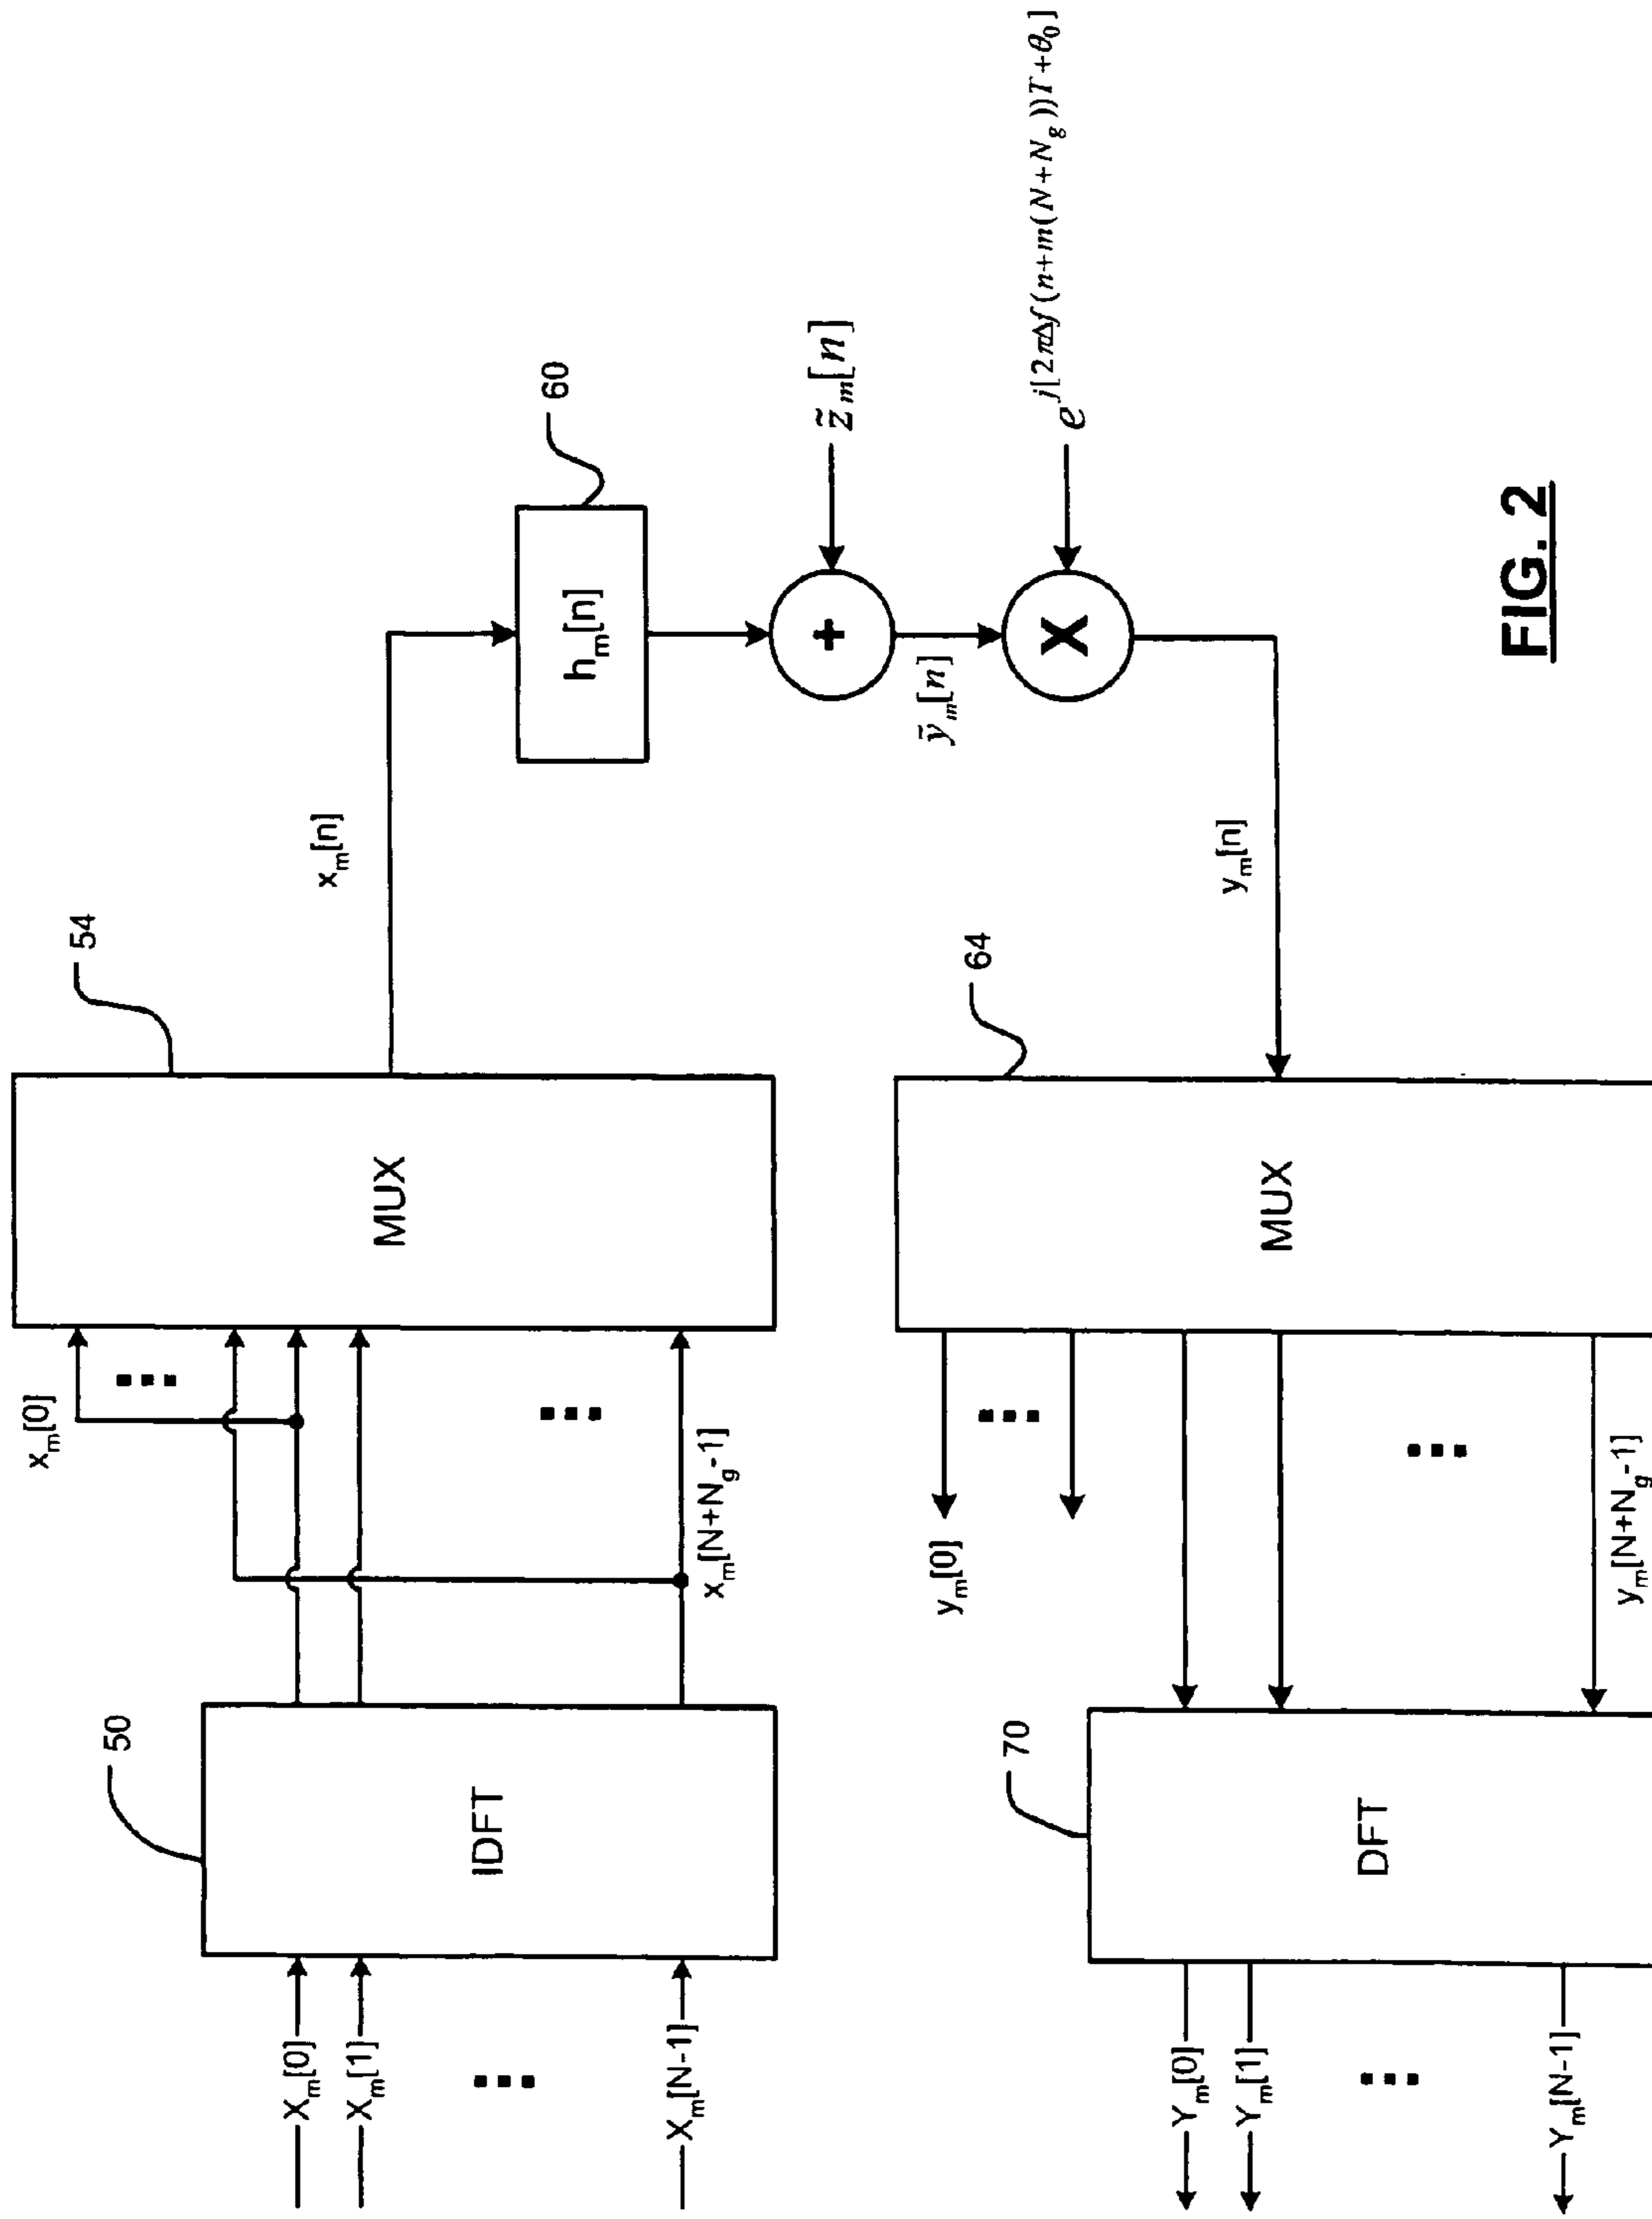 X_m[0]
X_m[1]
X_m[N-1]
50
IDFT
x_m[0]
x_m[N+N_g-1]
54
MUX
x_m[n]
60
h_m[n]
+
z̃_m[n]
ỹ_m[n]
X
e^{j[2πΔf(n+m(N+N_g))T+θ_0]}
y_m[n]
64
MUX
y_m[0]
y_m[N+N_g-1]
70
DFT
Y_m[0]
Y_m[1]
Y_m[N-1]
FIG. 2